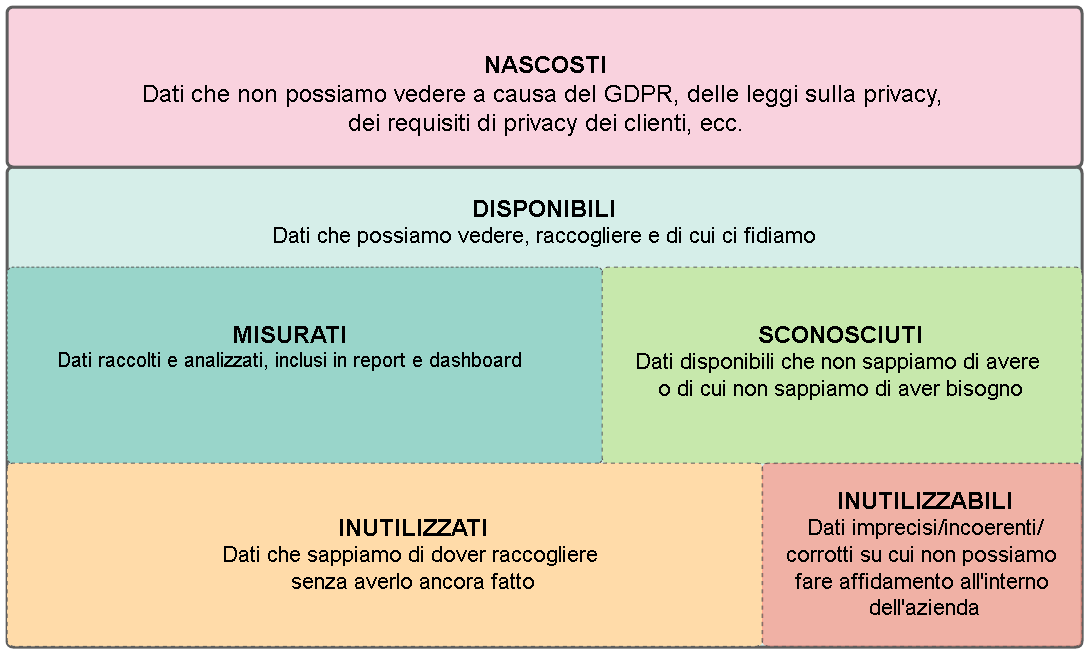 NASCOSTI
Dati che non possiamo vedere a causa del GDPR, delle leggi sulla privacy,
dei requisiti di privacy dei clienti, ecc.
DISPONIBILI
Dati che possiamo vedere, raccogliere e di cui ci fidiamo
MISURATI
Dati raccolti e analizzati, inclusi in report e dashboard
SCONOSCIUTI
Dati disponibili che non sappiamo di avere
o di cui non sappiamo di aver bisogno
INUTILIZZATI
Dati che sappiamo di dover raccogliere
senza averlo ancora fatto
INUTILIZZABILI
Dati imprecisi/incoerenti/
corrotti su cui non possiamo
fare affidamento all'interno
dell'azienda